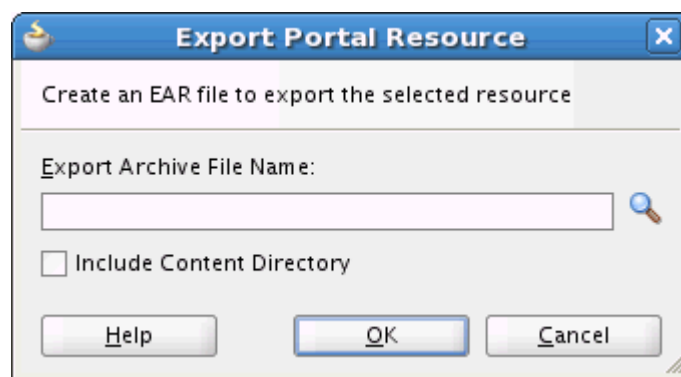 Export Portal Resource
Create an EAR file to export the selected resource
Export Archive File Name:
Include Content Directory
Help
OK
Cancel